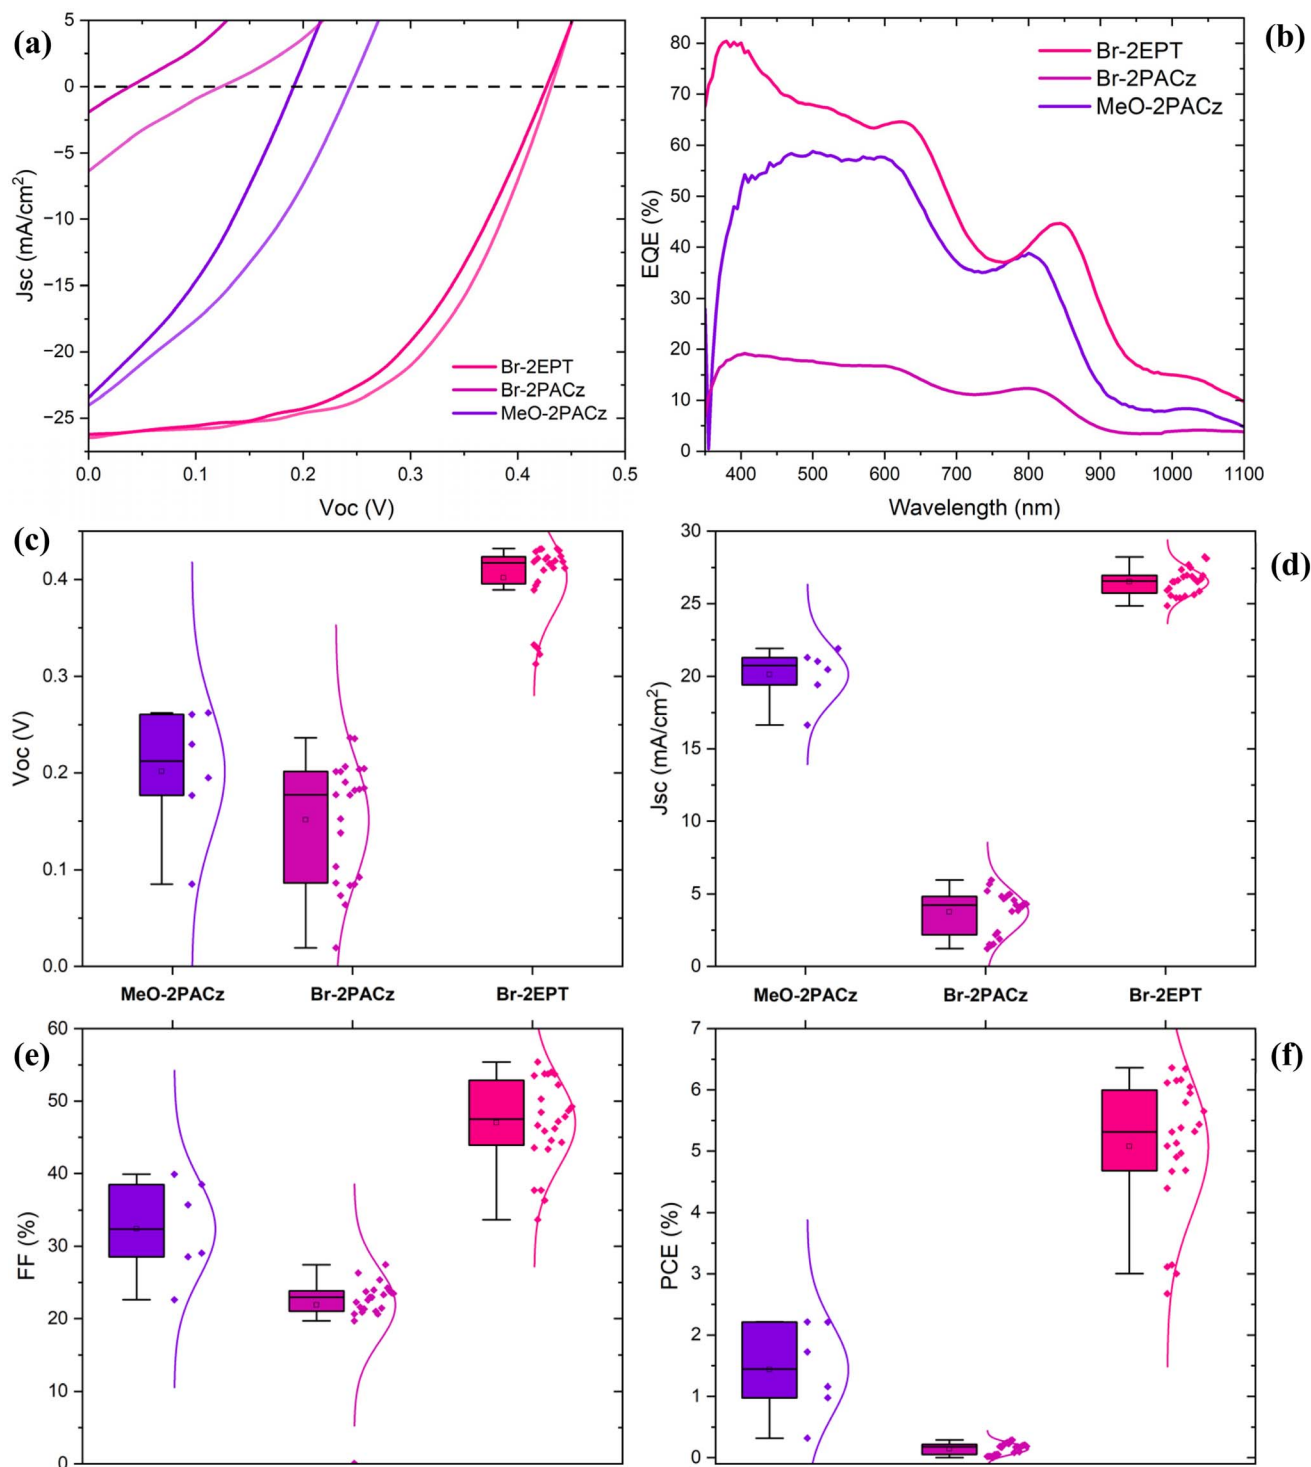 (a)
5
0
−5
−10
−15
−20
−25
Jsc (mA/cm²)
Br-2EPT
Br-2PACz
MeO-2PACz
0.0 0.1 0.2 0.3 0.4 0.5
Voc (V)
(b)
80
70
60
50
40
30
20
10
0
EQE (%)
Br-2EPT
Br-2PACz
MeO-2PACz
400 500 600 700 800 900 1000 1100
Wavelength (nm)
(c)
0.4
0.3
0.2
0.1
0.0
Voc (V)
MeO-2PACz Br-2PACz Br-2EPT
(d)
30
25
20
15
10
5
0
Jsc (mA/cm²)
MeO-2PACz Br-2PACz Br-2EPT
(e)
60
50
40
30
20
10
0
FF (%)
(f)
7
6
5
4
3
2
1
0
PCE (%)